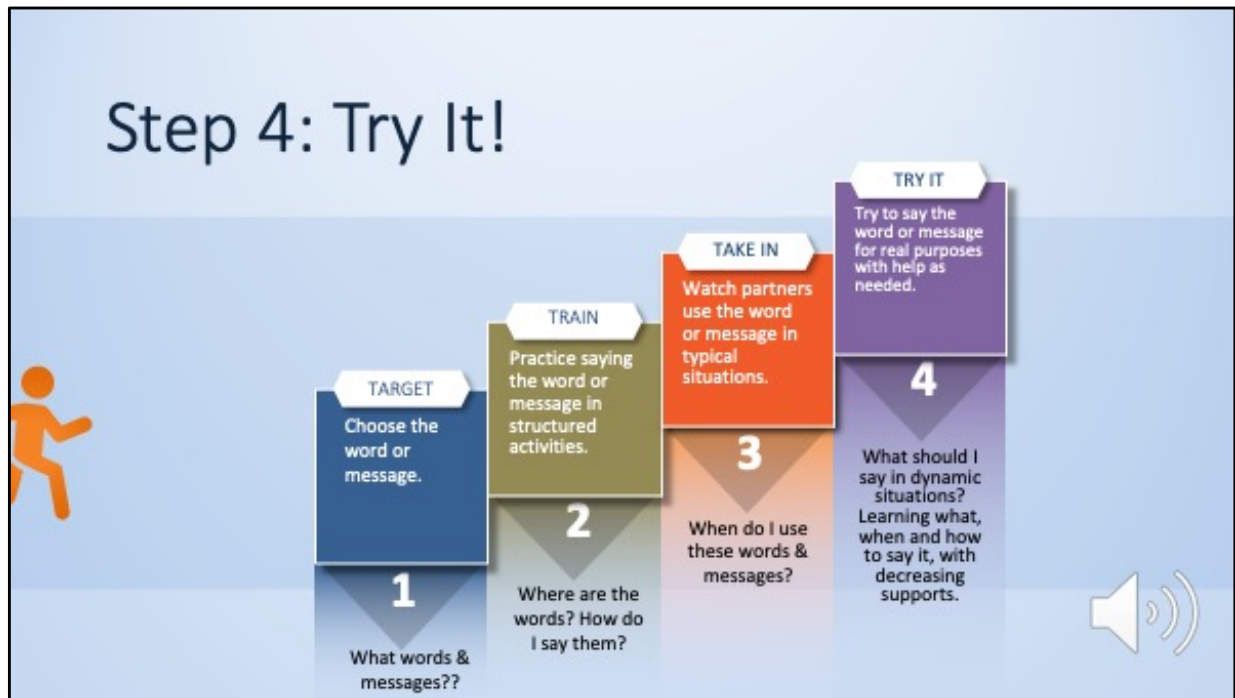 Step 4: Try It!
TARGET
Choose the
word or
message.
1
What words &
messages??
TRAIN
Practice saying
the word or
message in
structured
activities.
2
Where are the
words? How do
I say them?
TAKE IN
Watch partners
use the word
or message in
typical
situations.
3
When do I use
these words &
messages?
TRY IT
Try to say the
word or message
for real purposes
with help as
needed.
4
What should I
say in dynamic
situations?
Learning what,
when and how
to say it, with
decreasing
supports.